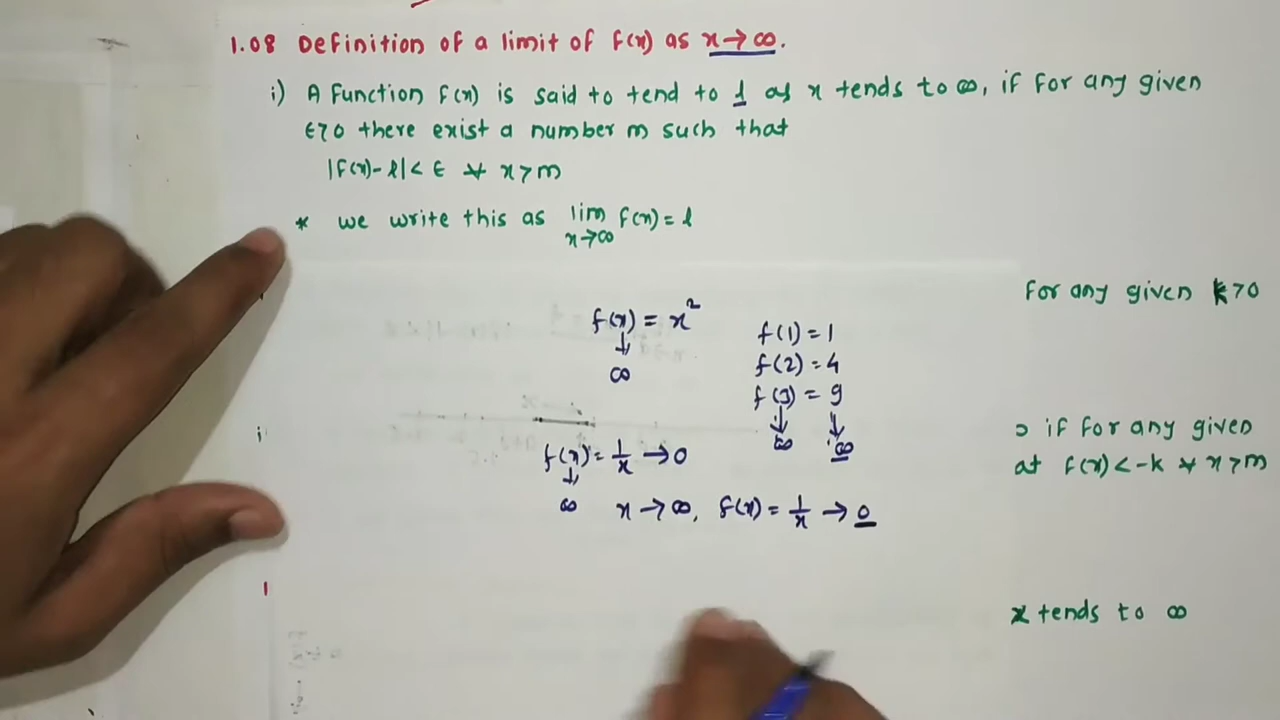 1.08 Definition of a limit of f(x) as x→∞.
i) A function f(x) is said to tend to l as x tends to ∞, if for any given
ϵ>0 there exist a number m such that
|f(x)-l|< ϵ ∀ x>m
* we write this as lim x→∞ f(x)=l
for any given k>0
f(x) = x²
↓
∞
f(1)=1
f(2)=4
f(3)=9
↓ ↓
∞ ∞
i
if for any given
at f(x)<-k ∀ x>m
f(x)=1/x →0
↓
∞
x→∞, f(x)= 1/x → 0
x tends to ∞